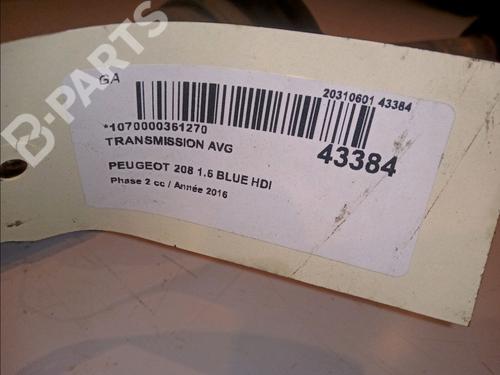 B-PARTS
GA
20310601 43384
*1070000361270
43384
TRANSMISSION AVG
PEUGEOT 208 1.6 BLUE HDI
Phase 2 cc / Année 2016